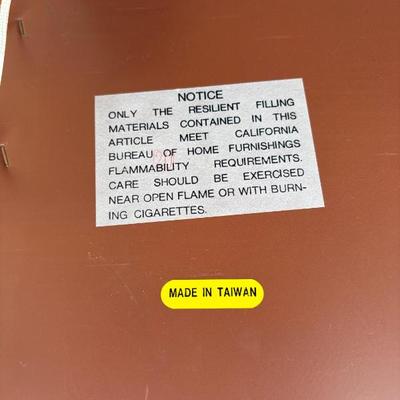 NOTICE
ONLY THE RESILIENT FILLING
MATERIALS CONTAINED IN THIS
ARTICLE MEET CALIFORNIA
BUREAU OF HOME FURNISHINGS
FLAMMABILITY REQUIREMENTS.
CARE SHOULD BE EXERCISED
NEAR OPEN FLAME OR WITH BURN-
ING CIGARETTES.
MADE IN TAIWAN